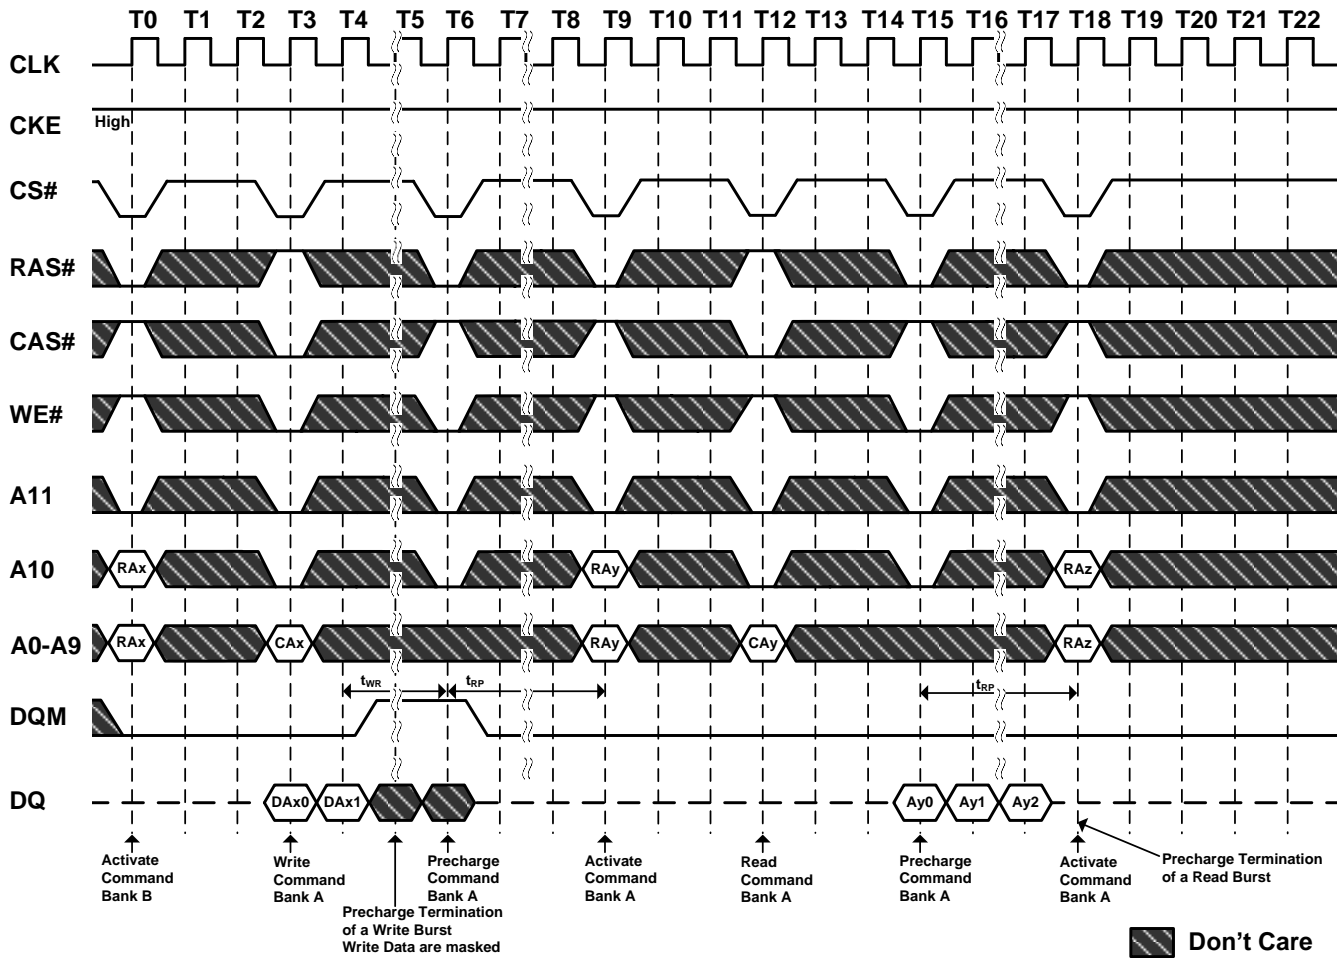 T0 T1 T2 T3 T4 T5 T6 T7 T8 T9 T10 T11 T12 T13 T14 T15 T16 T17 T18 T19 T20 T21 T22
CLK
CKE
High
CS#
RAS#
CAS#
WE#
A11
A10
RAx RAy RAz
A0-A9
RAx CAx RAy CAy RAz
tWR tRP tRP
DQM
DQ
DAx0 DAx1 Ay0 Ay1 Ay2
Activate
Command
Bank B
Write
Command
Bank A
Precharge Termination
of a Write Burst
Write Data are masked
Precharge
Command
Bank A
Activate
Command
Bank A
Read
Command
Bank A
Precharge
Command
Bank A
Activate
Command
Bank A
Precharge Termination
of a Read Burst
Don't Care